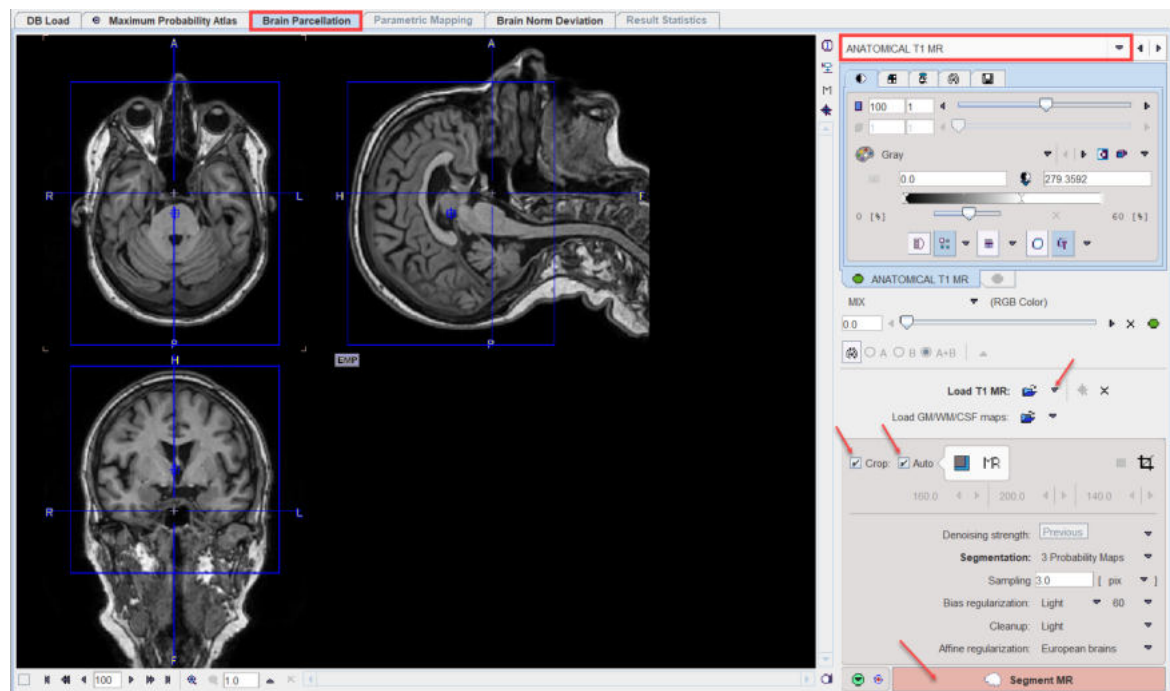 DB Load Maximum Probability Atlas Brain Parcellation Parametric Mapping Brain Norm Deviation Result Statistics
ANATOMICAL T1 MR
A A
M
100 1
1 1
Gray
R L H F
0.0 279.3592
0 [%] 60 [%]
ANATOMICAL T1 MR
MIX (RGB Color)
0.0
P P
H EMP
A B A+B
Load T1 MR:
Load GM/WM/CSF maps:
Crop: Auto MR
160.0 200.0 140.0
R L
Denoising strength: Previous
Segmentation: 3 Probability Maps
Sampling 3.0 [ pix ]
Bias regularization: Light 60
Cleanup: Light
Affine regularization: European brains
F
100 1.0 Segment MR